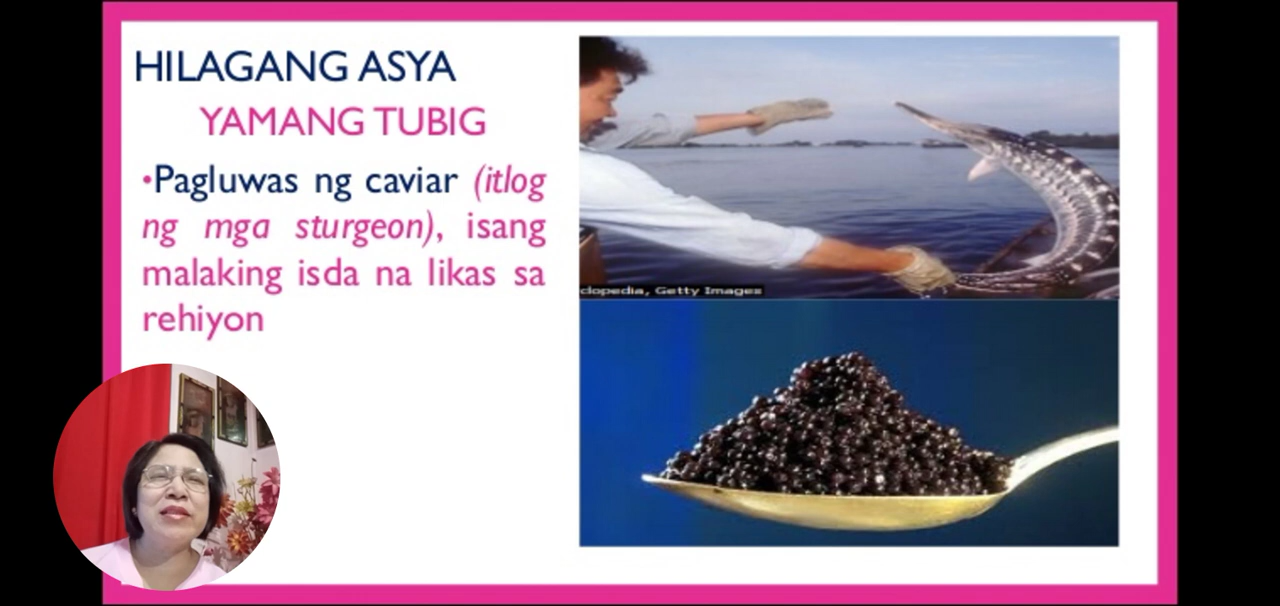 HILAGANG ASYA
YAMANG TUBIG
•Pagluwas ng caviar (itlog
ng mga sturgeon), isang
malaking isda na likas sa
rehiyon
clopedia, Getty Images